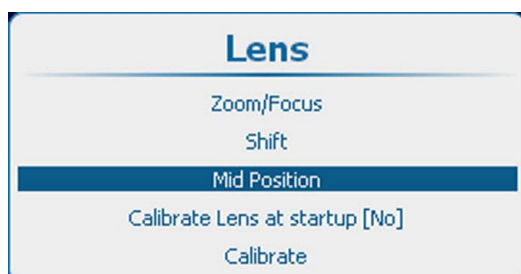 Lens
Zoom/Focus
Shift
Mid Position
Calibrate Lens at startup [No]
Calibrate